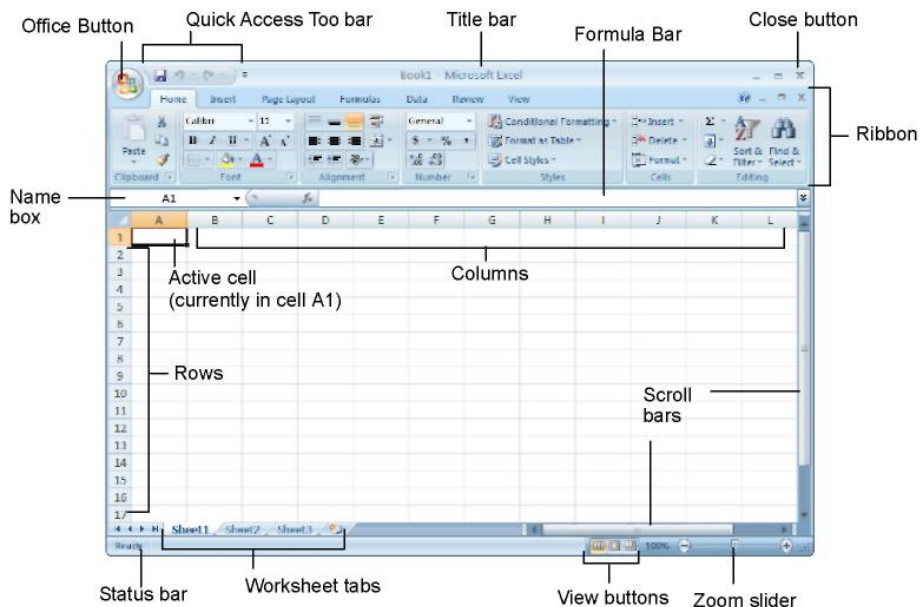 Office Button
Quick Access Too bar
Title bar
Formula Bar
Close button
Book1 - Microsoft Excel
Home Insert Page Layout Formulas Data Review View
Calibri 11 General Conditional Formatting Insert Σ
Paste B I U A A $ % , Format as Table Delete Sort & Find &
A Cell Styles Format Filter Select
Clipboard Font Alignment Number Styles Cells Editing
Ribbon
Name
box
A1 fx
A B C D E F G H I J K L
1
2
3
4
5
6
7
8
9
10
11
12
13
14
15
16
17
Active cell
(currently in cell A1)
Columns
Rows
Scroll
bars
Sheet1 Sheet2 Sheet3
Ready 100%
Status bar
Worksheet tabs
View buttons
Zoom slider